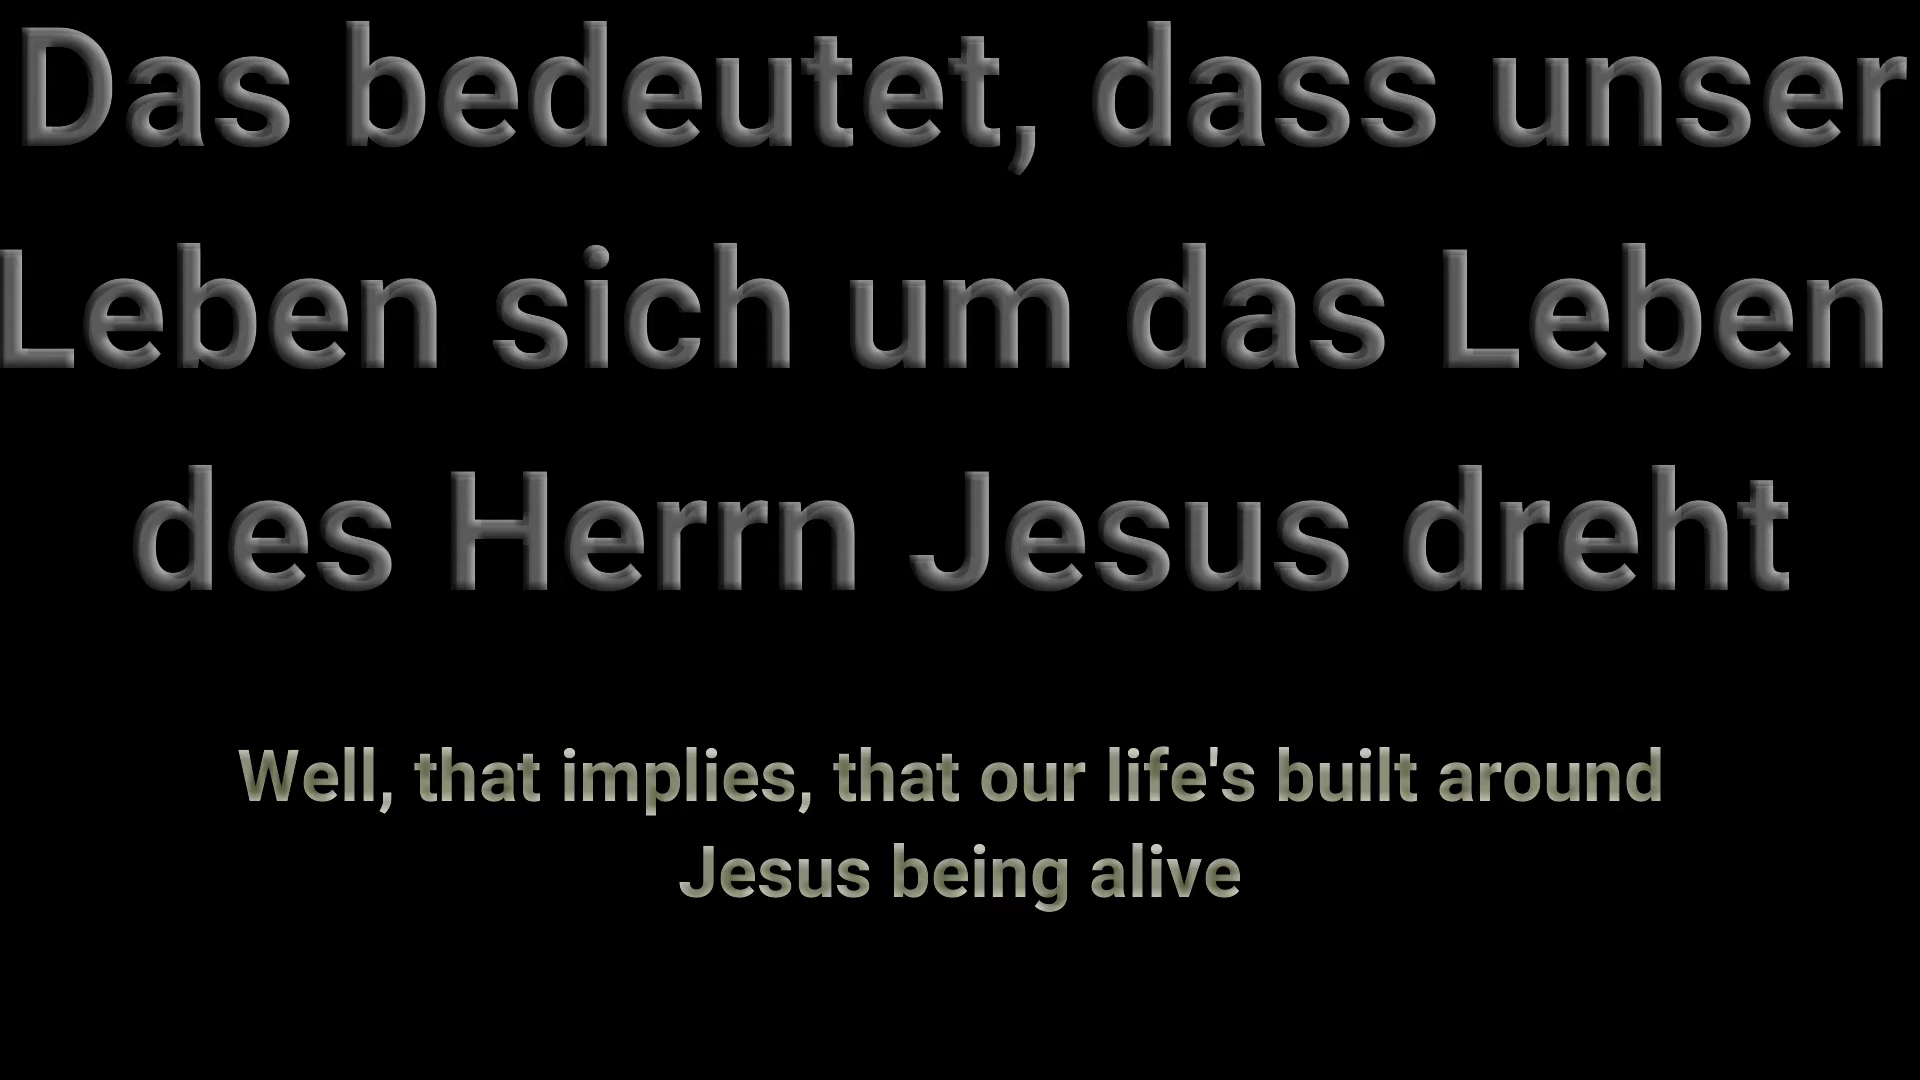 Das bedeutet, dass unser
Leben sich um das Leben
des Herrn Jesus dreht
Well, that implies, that our life's built around
Jesus being alive